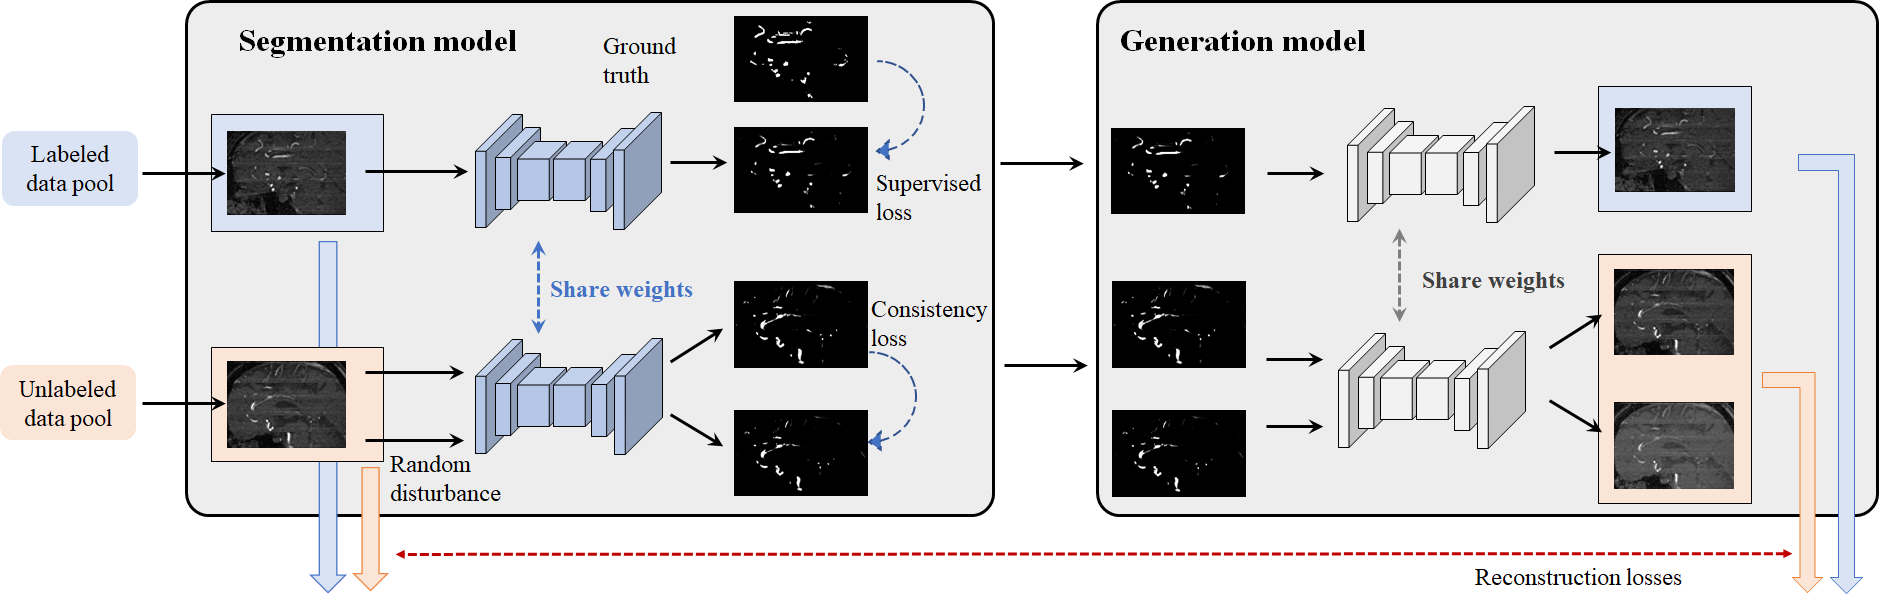 Segmentation model
Ground
truth
Labeled
data pool
Supervised
loss
Share weights
Consistency
loss
Unlabeled
data pool
Random
disturbance
Generation model
Share weights
Reconstruction losses